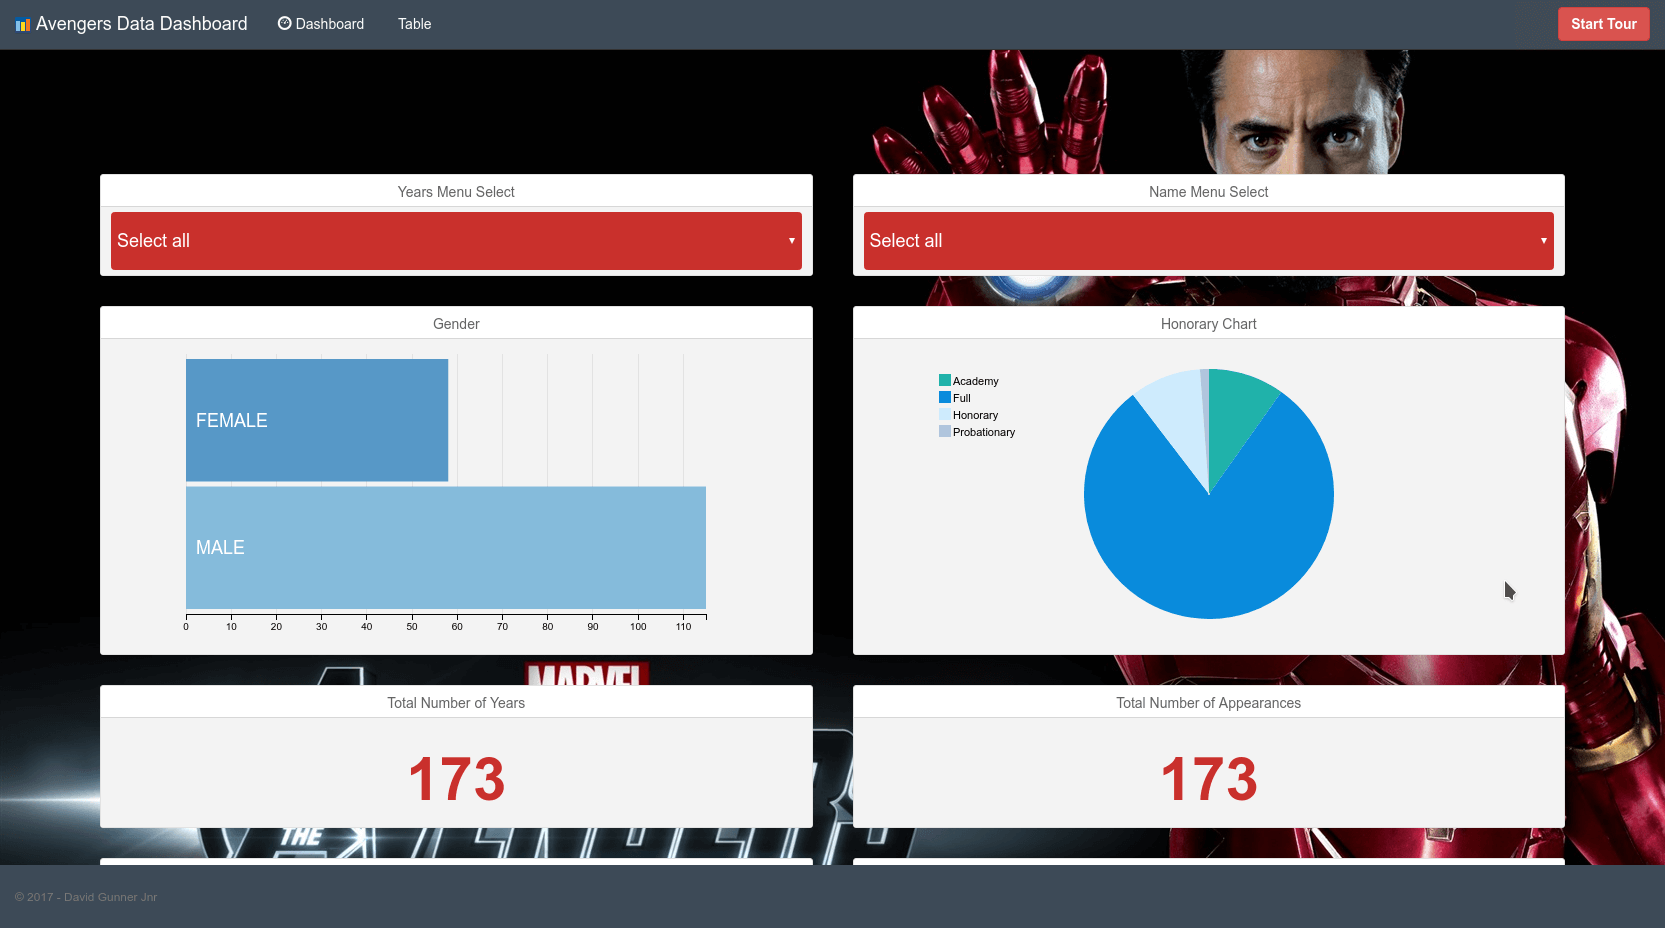 Avengers Data Dashboard
Dashboard
Table
Start Tour
Years Menu Select
Select all
Name Menu Select
Select all
Gender
FEMALE
MALE
0 10 20 30 40 50 60 70 80 90 100 110
Honorary Chart
Academy
Full
Honorary
Probationary
MARVEL
Total Number of Years
173
Total Number of Appearances
173
THE
© 2017 - David Gunner Jnr